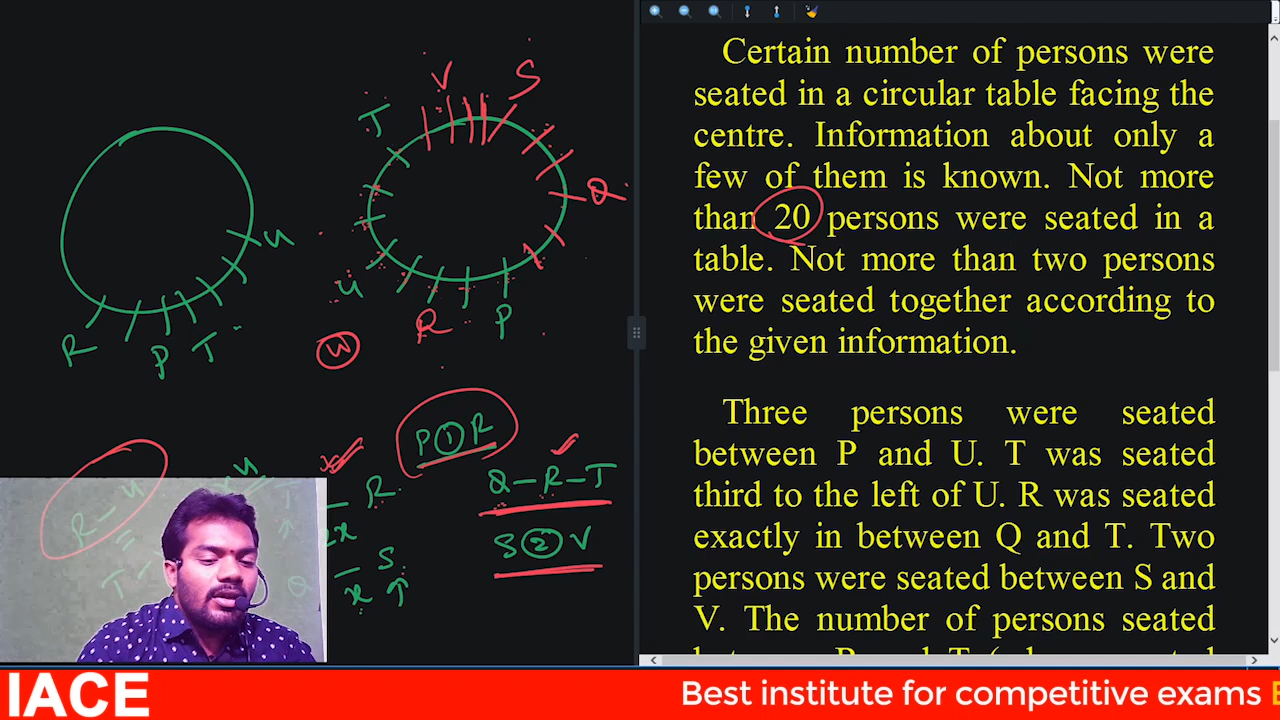 Certain number of persons were
seated in a circular table facing the
centre. Information about only a
few of them is known. Not more
than 20 persons were seated in a
table. Not more than two persons
were seated together according to
the given information.
Three persons were seated
between P and U. T was seated
third to the left of U. R was seated
exactly in between Q and T. Two
persons were seated between S and
V. The number of persons seated
V S
T
Q
U
U
R P T
W
R P
P 1 R
U
R - U
- R
Q - R - T
2x
S 2 V
- S
x
IACE
Best institute for competitive exams